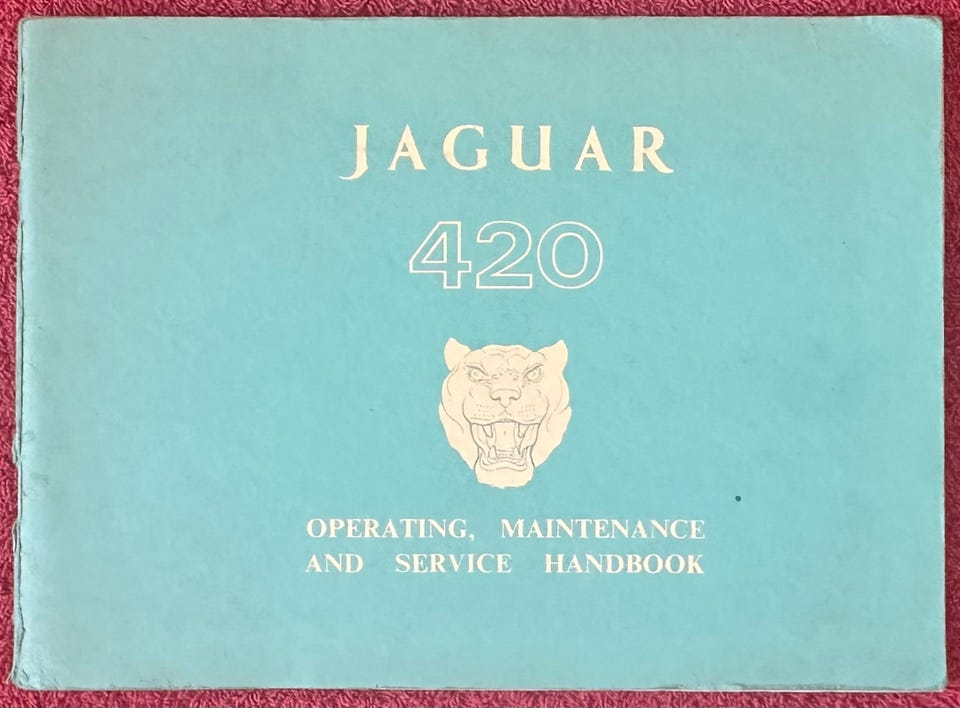 JAGUAR
420
OPERATING, MAINTENANCE
AND SERVICE HANDBOOK